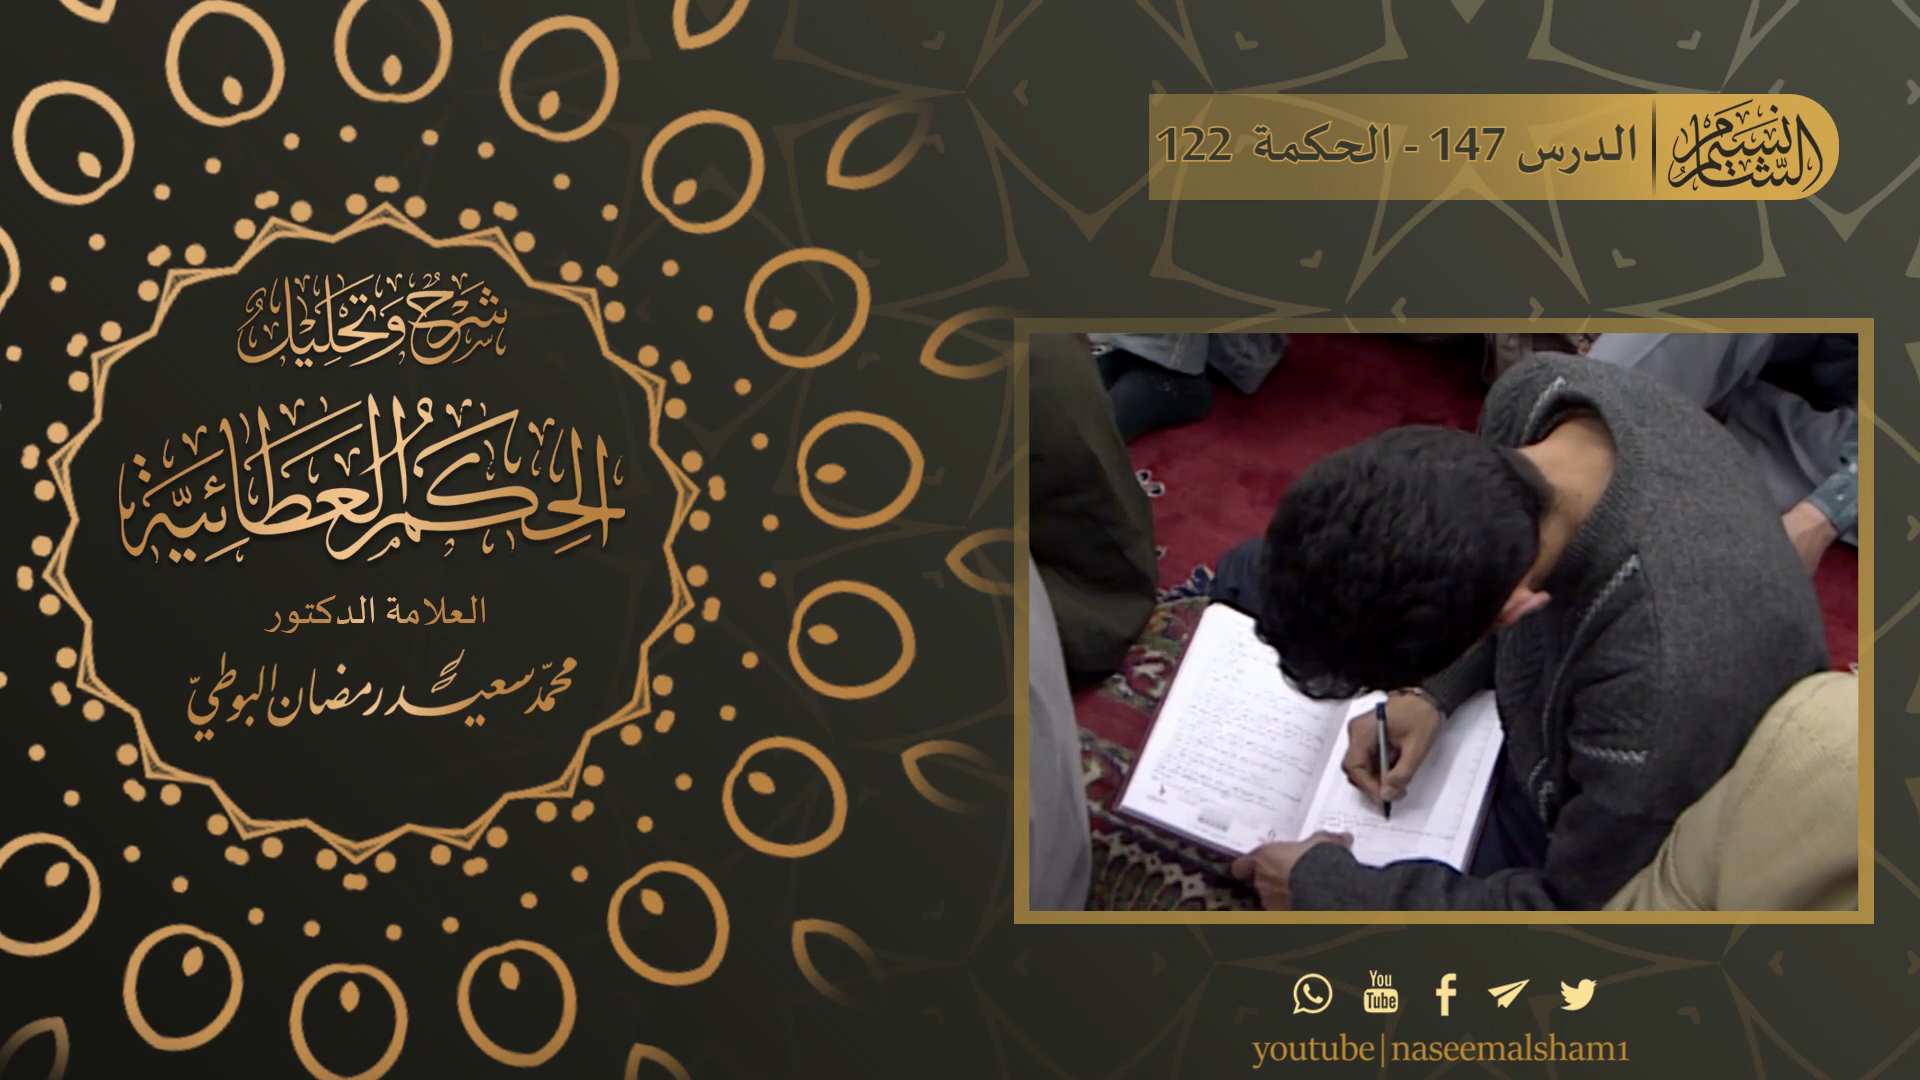 نسيم الشام
الدرس 147 - الحكمة 122
شرح وتحليل
الحكم العطائية
العلامة الدكتور
محمد سعيد رمضان البوطي
You
Tube
youtube|naseemalsham1